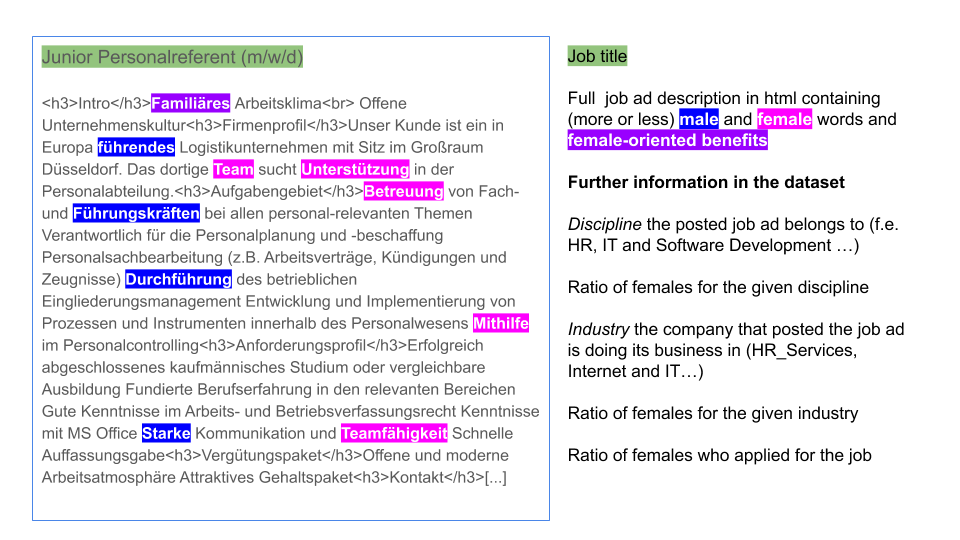 Junior Personalreferent (m/w/d)
<h3>Intro</h3>Familiäres Arbeitsklima<br> Offene
Unternehmenskultur<h3>Firmenprofil</h3>Unser Kunde ist ein in
Europa führendes Logistikunternehmen mit Sitz im Großraum
Düsseldorf. Das dortige Team sucht Unterstützung in der
Personalabteilung.<h3>Aufgabengebiet</h3>Betreuung von Fach-
und Führungskräften bei allen personal-relevanten Themen
Verantwortlich für die Personalplanung und -beschaffung
Personalsachbearbeitung (z.B. Arbeitsverträge, Kündigungen und
Zeugnisse) Durchführung des betrieblichen
Eingliederungsmanagement Entwicklung und Implementierung von
Prozessen und Instrumenten innerhalb des Personalwesens Mithilfe
im Personalcontrolling<h3>Anforderungsprofil</h3>Erfolgreich
abgeschlossenes kaufmännisches Studium oder vergleichbare
Ausbildung Fundierte Berufserfahrung in den relevanten Bereichen
Gute Kenntnisse im Arbeits- und Betriebsverfassungsrecht Kenntnisse
mit MS Office Starke Kommunikation und Teamfähigkeit Schnelle
Auffassungsgabe<h3>Vergütungspaket</h3>Offene und moderne
Arbeitsatmosphäre Attraktives Gehaltspaket<h3>Kontakt</h3>[...]
Job title
Full job ad description in html containing
(more or less) male and female words and
female-oriented benefits
Further information in the dataset
Discipline the posted job ad belongs to (f.e.
HR, IT and Software Development …)
Ratio of females for the given discipline
Industry the company that posted the job ad
is doing its business in (HR_Services,
Internet and IT…)
Ratio of females for the given industry
Ratio of females who applied for the job